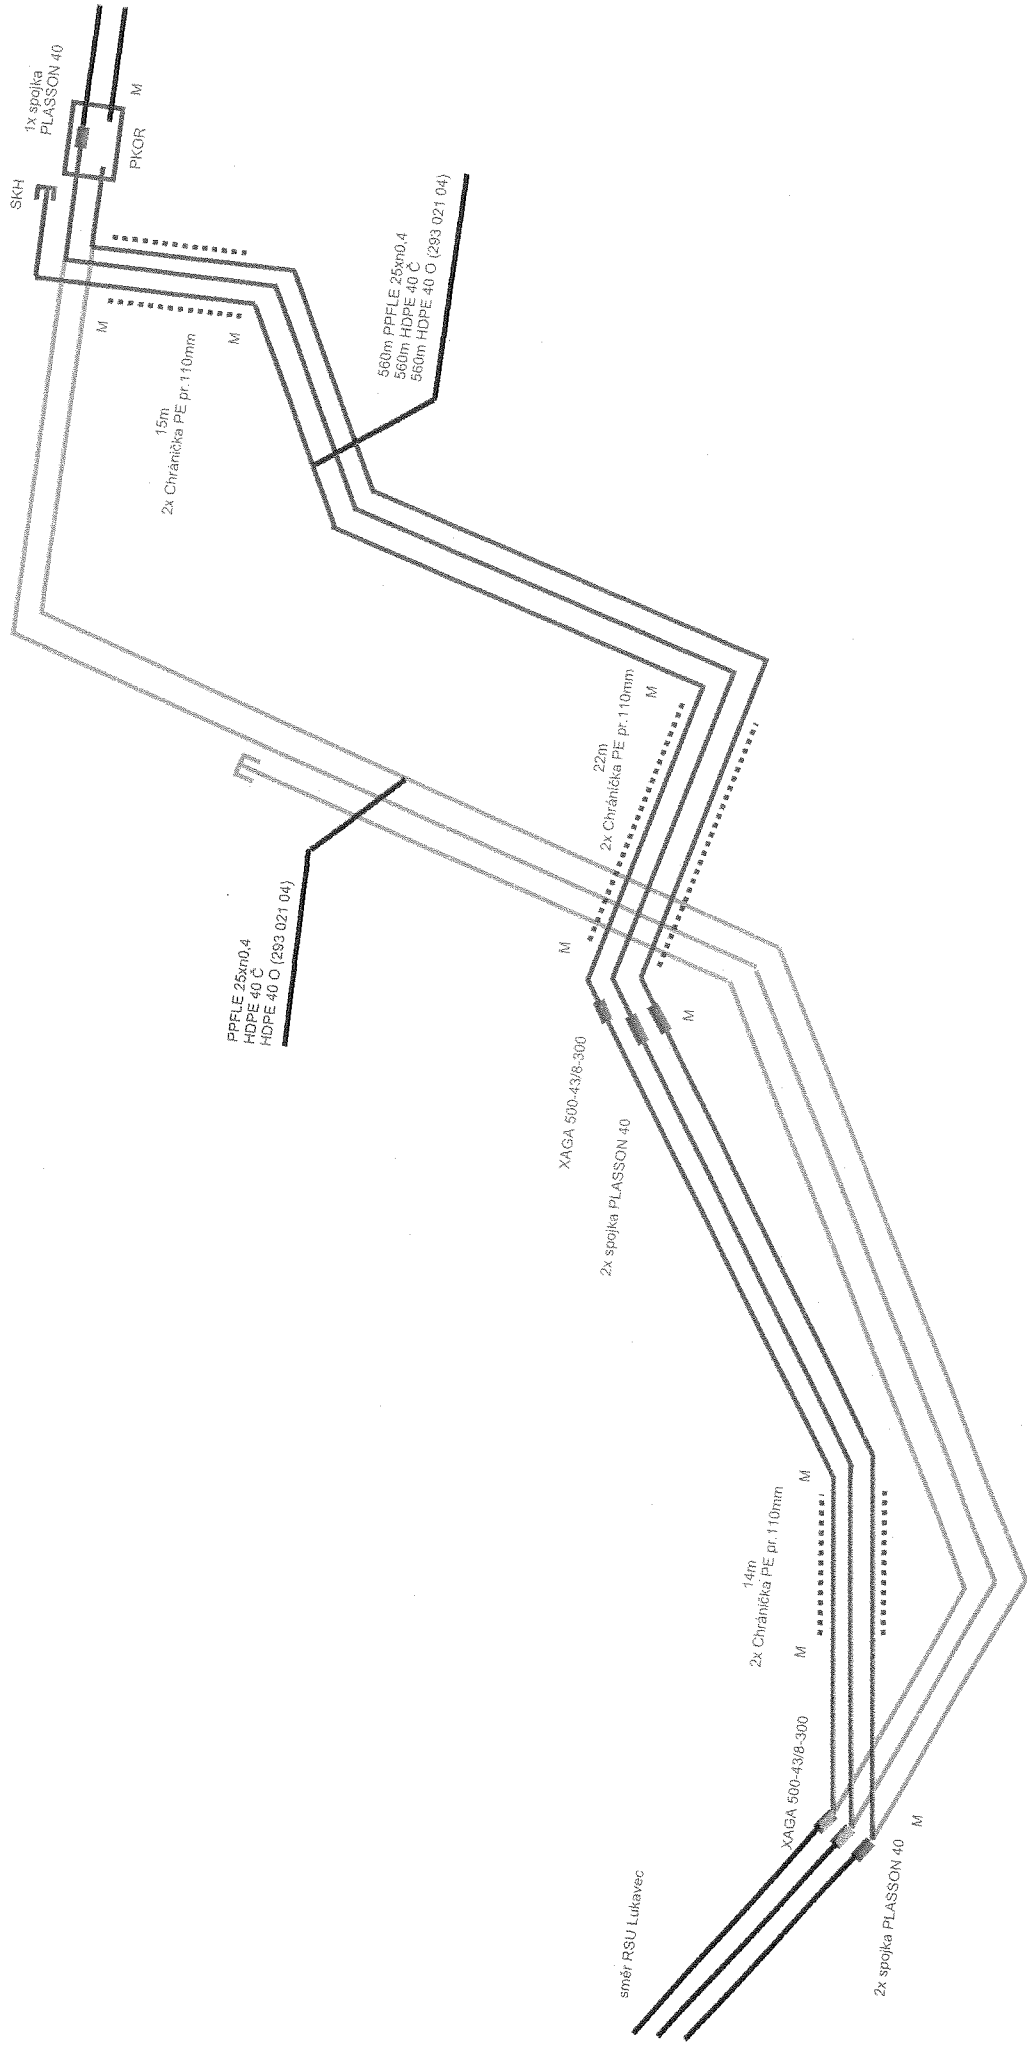 1x spojka
PLASSON 40
SKH
M
PKOR
M
M
15m
2x Chránička PE pr.110mm
560m PPFLE 25xn0,4
560m HDPE 40 Č
560m HDPE 40 O (293 021 04)
M
22m
2x Chránička PE pr.110mm
M
PPFLE 25xn0,4
HDPE 40 Č
HDPE 40 O (293 021 04)
M
XAGA 500-43/8-300
2x spojka PLASSON 40
M
14m
2x Chránička PE pr.110mm
M
XAGA 500-43/8-300
M
2x spojka PLASSON 40
směr RSU Lukavec